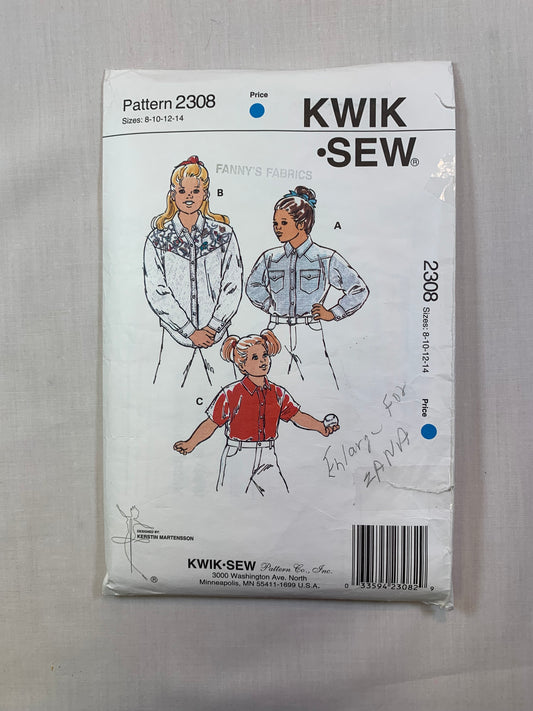 Pattern 2308
Sizes: 8-10-12-14
Price
KWIK
•SEW®
FANNY'S FABRICS
B
A
C
2308
Sizes: 8-10-12-14
Price
Enlarge For
ZANA
DESIGNED BY:
KERSTIN MARTENSSON
®
KWIK•SEW Pattern Co., Inc.
3000 Washington Ave. North
Minneapolis, MN 55411-1699 U.S.A.
0 33594 23082 9